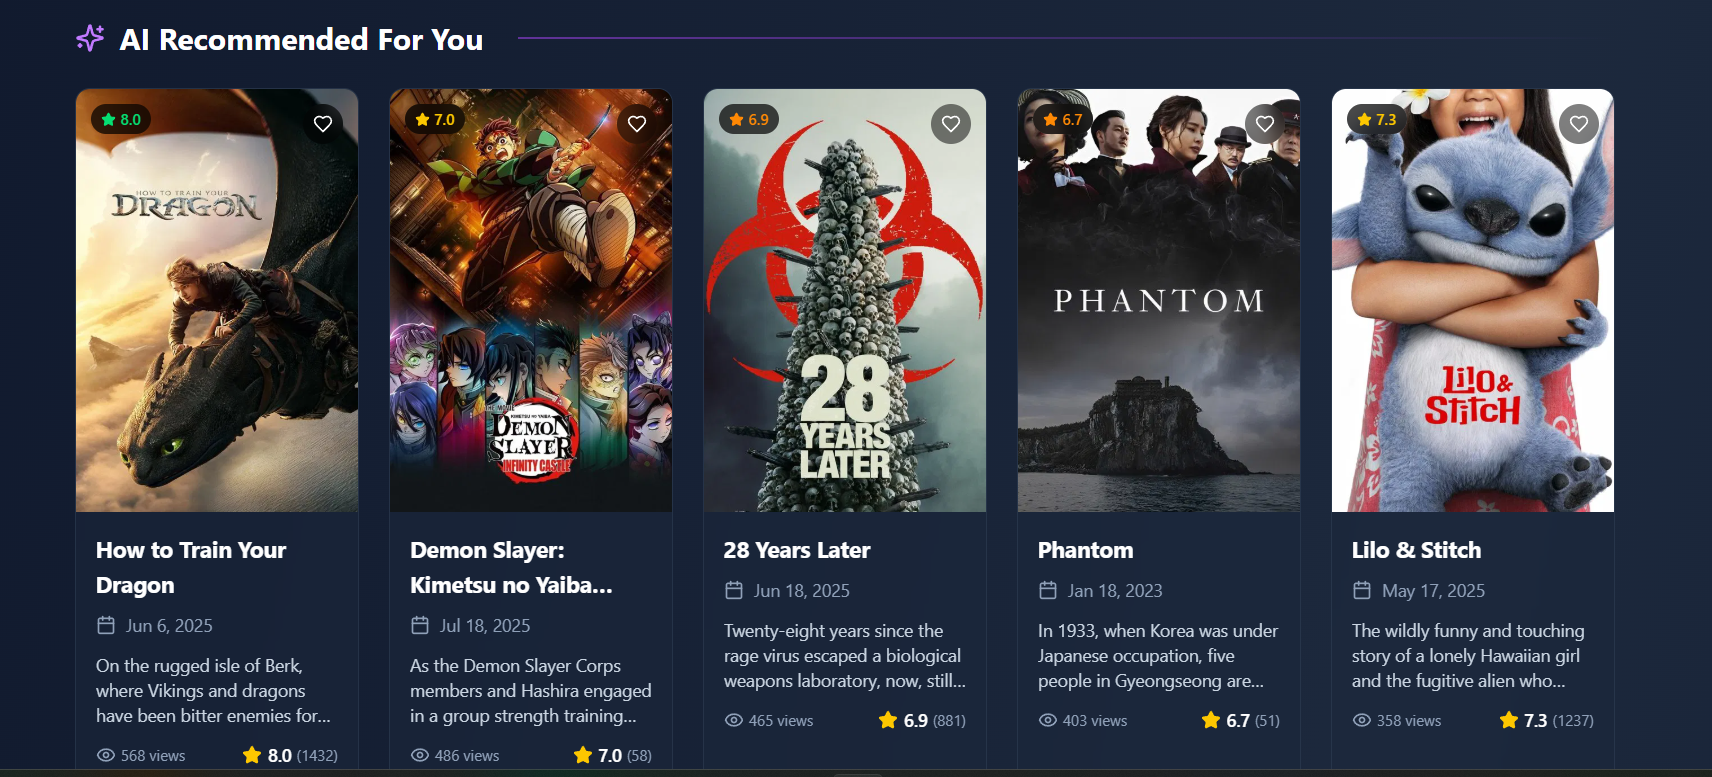 AI Recommended For You
8.0
HOW TO TRAIN YOUR
DRAGON
How to Train Your
Dragon
Jun 6, 2025
On the rugged isle of Berk,
where Vikings and dragons
have been bitter enemies for...
568 views
8.0 (1432)
7.0
THE MOVIE
KIMETSU NO YAIBA
DEMON
SLAYER
INFINITY CASTLE
Demon Slayer:
Kimetsu no Yaiba...
Jul 18, 2025
As the Demon Slayer Corps
members and Hashira engaged
in a group strength training...
486 views
7.0 (58)
6.9
28
YEARS
LATER
28 Years Later
Jun 18, 2025
Twenty-eight years since the
rage virus escaped a biological
weapons laboratory, now, still...
465 views
6.9 (881)
6.7
PHANTOM
Phantom
Jan 18, 2023
In 1933, when Korea was under
Japanese occupation, five
people in Gyeongseong are...
403 views
6.7 (51)
7.3
Lilo &
Stitch
Lilo & Stitch
May 17, 2025
The wildly funny and touching
story of a lonely Hawaiian girl
and the fugitive alien who...
358 views
7.3 (1237)